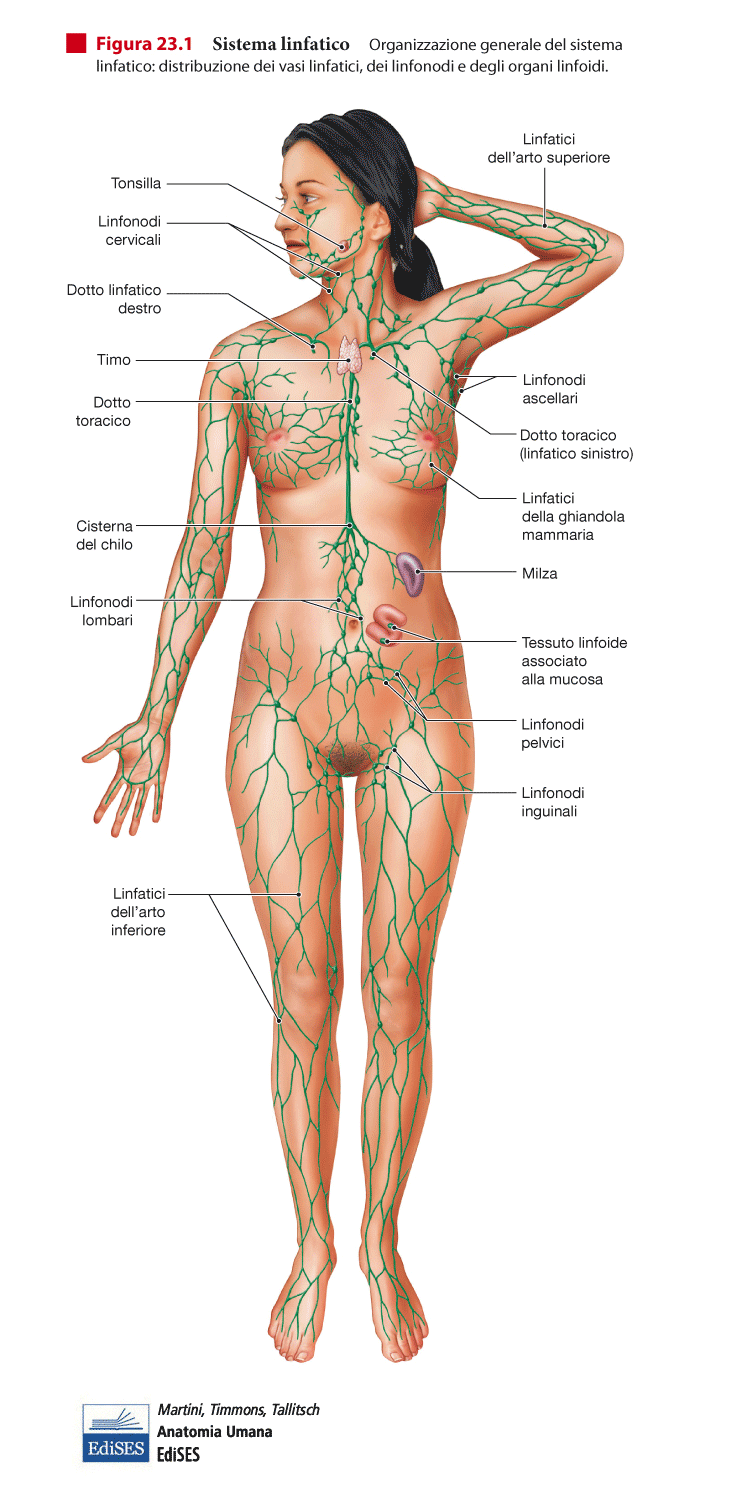 Figura 23.1 Sistema linfatico Organizzazione generale del sistema
linfatico: distribuzione dei vasi linfatici, dei linfonodi e degli organi linfoidi.
Linfatici
dell'arto superiore
Tonsilla
Linfonodi
cervicali
Dotto linfatico
destro
Timo
Dotto
toracico
Cisterna
del chilo
Linfonodi
lombari
Linfatici
dell'arto
inferiore
Linfonodi
ascellari
Dotto toracico
(linfatico sinistro)
Linfatici
della ghiandola
mammaria
Milza
Tessuto linfoide
associato
alla mucosa
Linfonodi
pelvici
Linfonodi
inguinali
EdiSES
Martini, Timmons, Tallitsch
Anatomia Umana
EdiSES